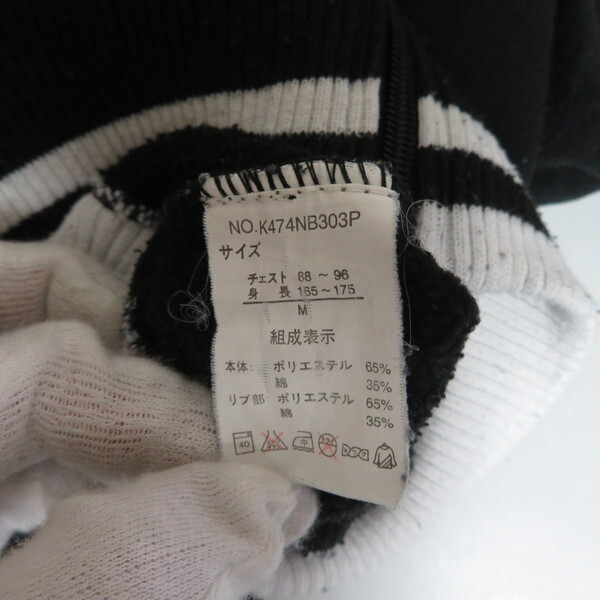 NO.K474NB303P
サイズ
チェスト 88 ~ 96
身 長 165 ~ 175
M
組成表示
本体: ポリエステル 65%
綿 35%
リブ部 ポリエステル 65%
綿 35%
40 中